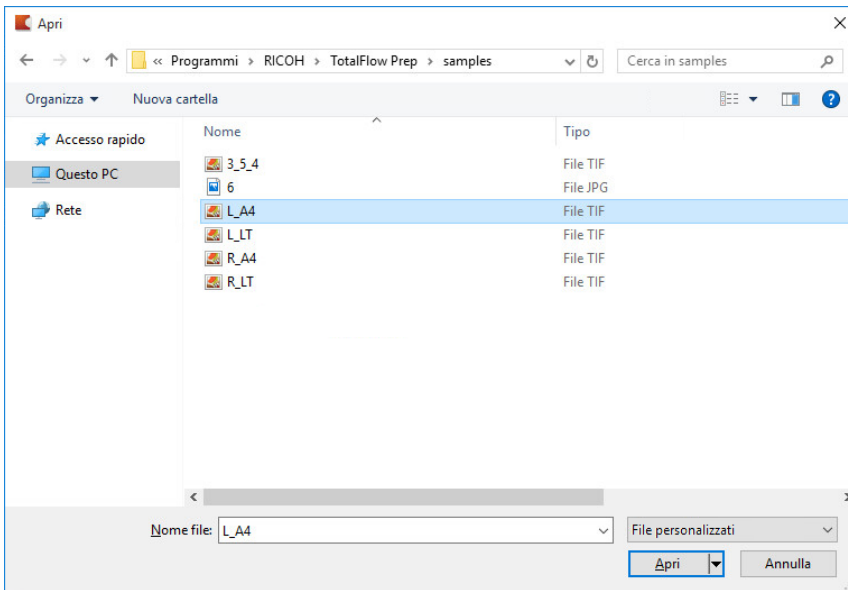 Apri
« Programmi > RICOH > TotalFlow Prep > samples
Cerca in samples
Organizza
Nuova cartella
Accesso rapido
Questo PC
Rete
Nome
Tipo
3_5_4
File TIF
6
File JPG
L_A4
File TIF
L_LT
File TIF
R_A4
File TIF
R_LT
File TIF
Nome file:
L_A4
File personalizzati
Apri
Annulla